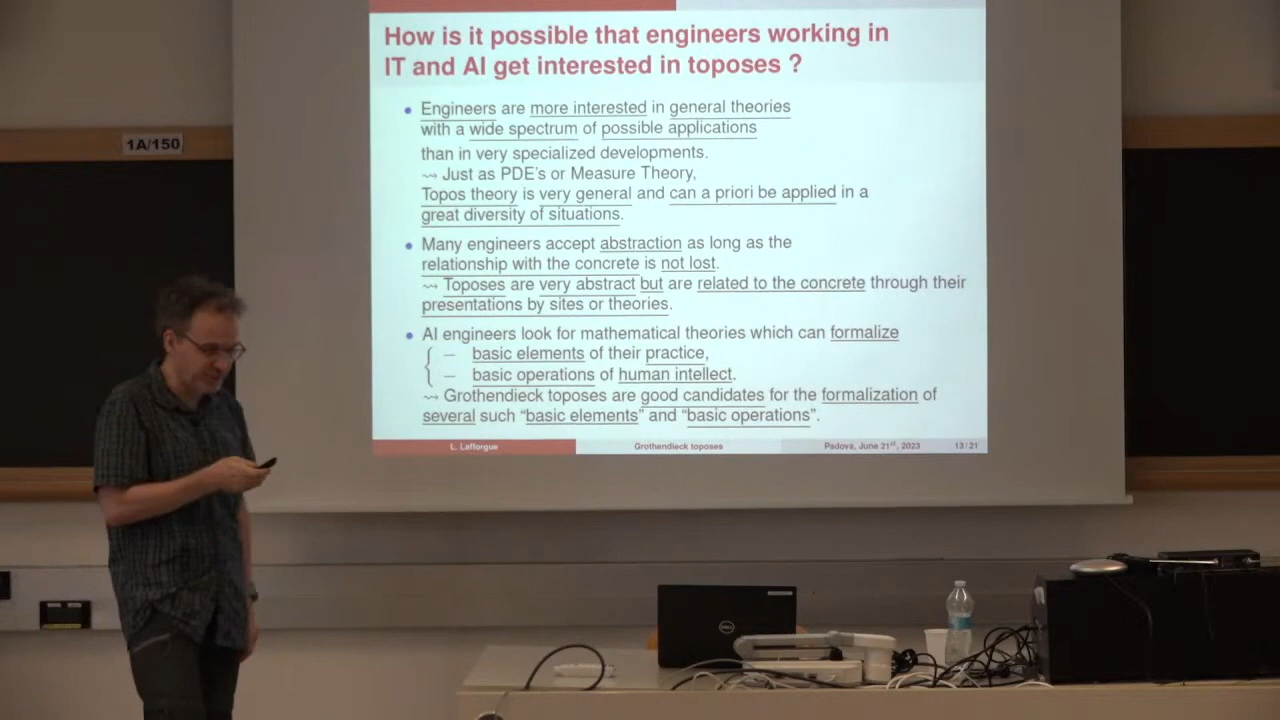 How is it possible that engineers working in
IT and AI get interested in toposes ?
1A/150
• Engineers are more interested in general theories
with a wide spectrum of possible applications
than in very specialized developments.
⇝ Just as PDE's or Measure Theory,
Topos theory is very general and can a priori be applied in a
great diversity of situations.
• Many engineers accept abstraction as long as the
relationship with the concrete is not lost.
⇝ Toposes are very abstract but are related to the concrete through their
presentations by sites or theories.
• AI engineers look for mathematical theories which can formalize
{ – basic elements of their practice,
– basic operations of human intellect.
⇝ Grothendieck toposes are good candidates for the formalization of
several such "basic elements" and "basic operations".
L. Lafforgue Grothendieck toposes Padova, June 21st, 2023 13 / 21
DELL